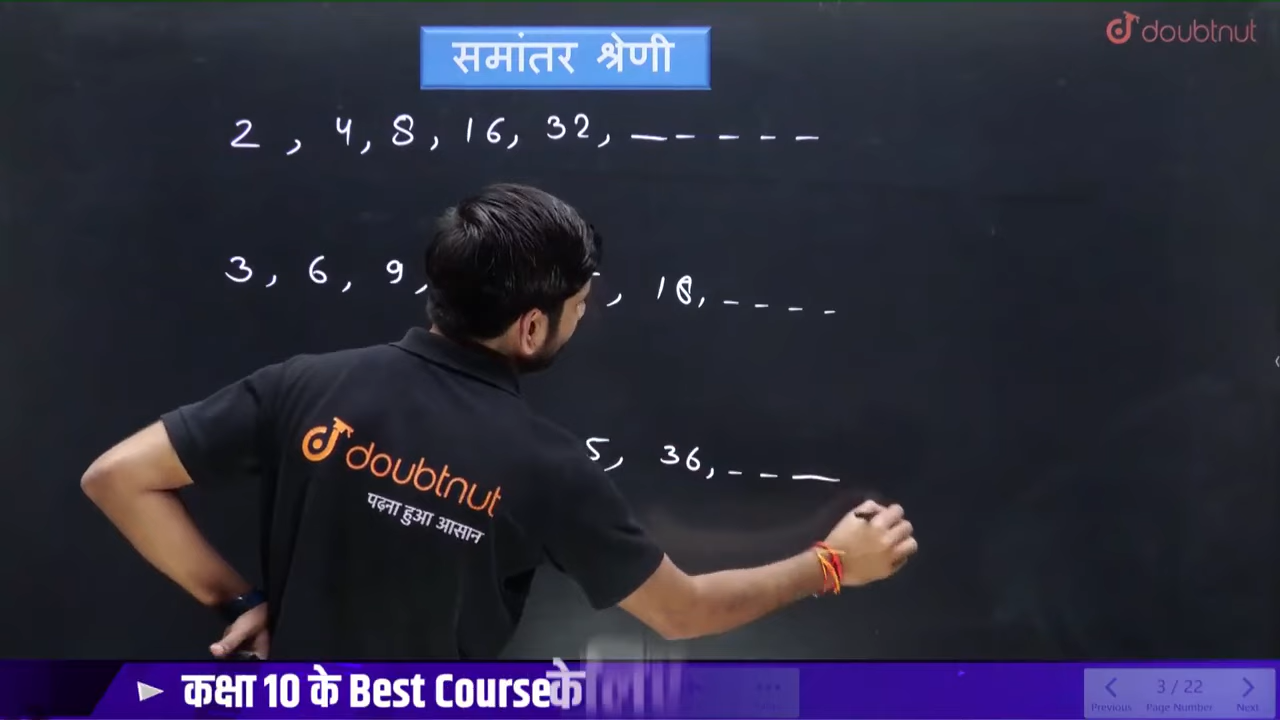 समांतर श्रेणी
doubtnut
2, 4, 8, 16, 32, - - - - -
3, 6, 9, , 18, - - - -
5, 36, - - -
doubtnut
पढ़ना हुआ आसान
कक्षा 10 के Best Course के
3 / 22
Previous Page Number Next